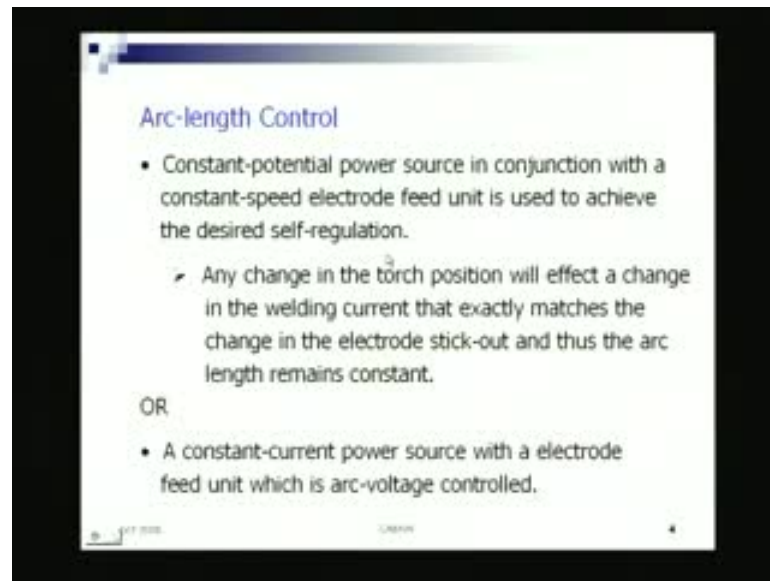 Arc-length Control
• Constant-potential power source in conjunction with a
constant-speed electrode feed unit is used to achieve
the desired self-regulation.
➤ Any change in the torch position will effect a change
in the welding current that exactly matches the
change in the electrode stick-out and thus the arc
length remains constant.
OR
• A constant-current power source with a electrode
feed unit which is arc-voltage controlled.
4